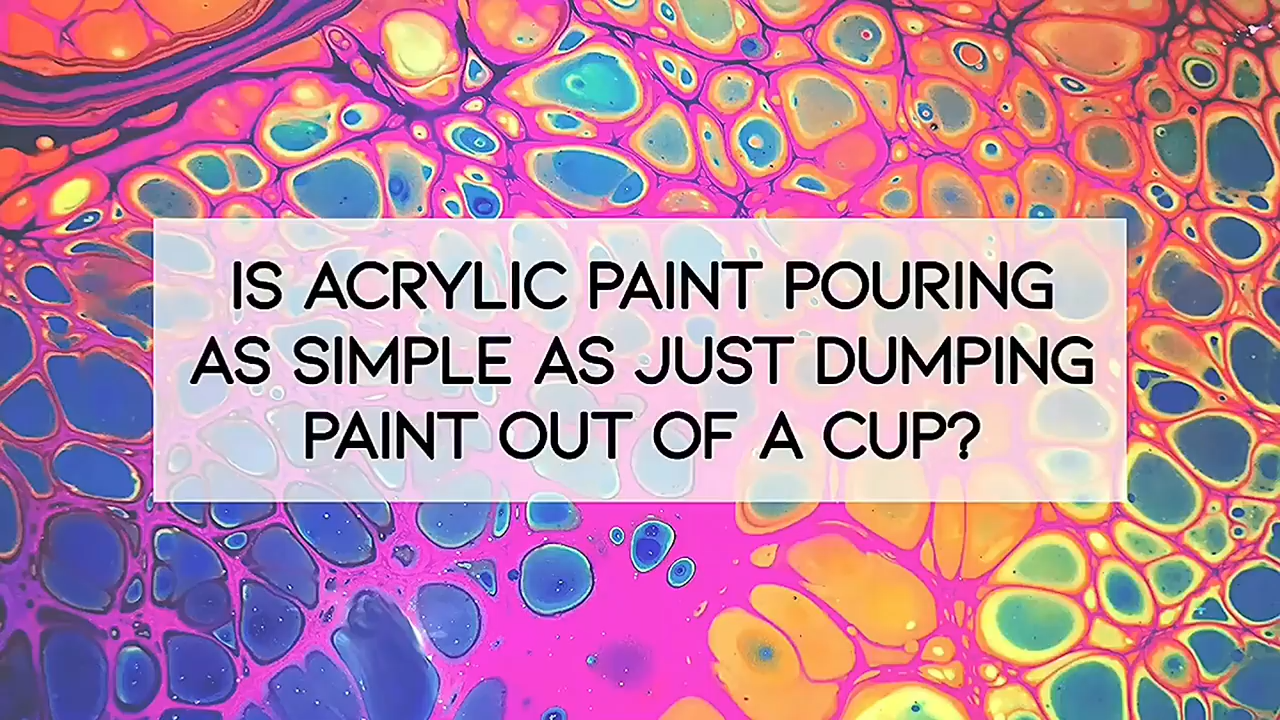 IS ACRYLIC PAINT POURING
AS SIMPLE AS JUST DUMPING
PAINT OUT OF A CUP?